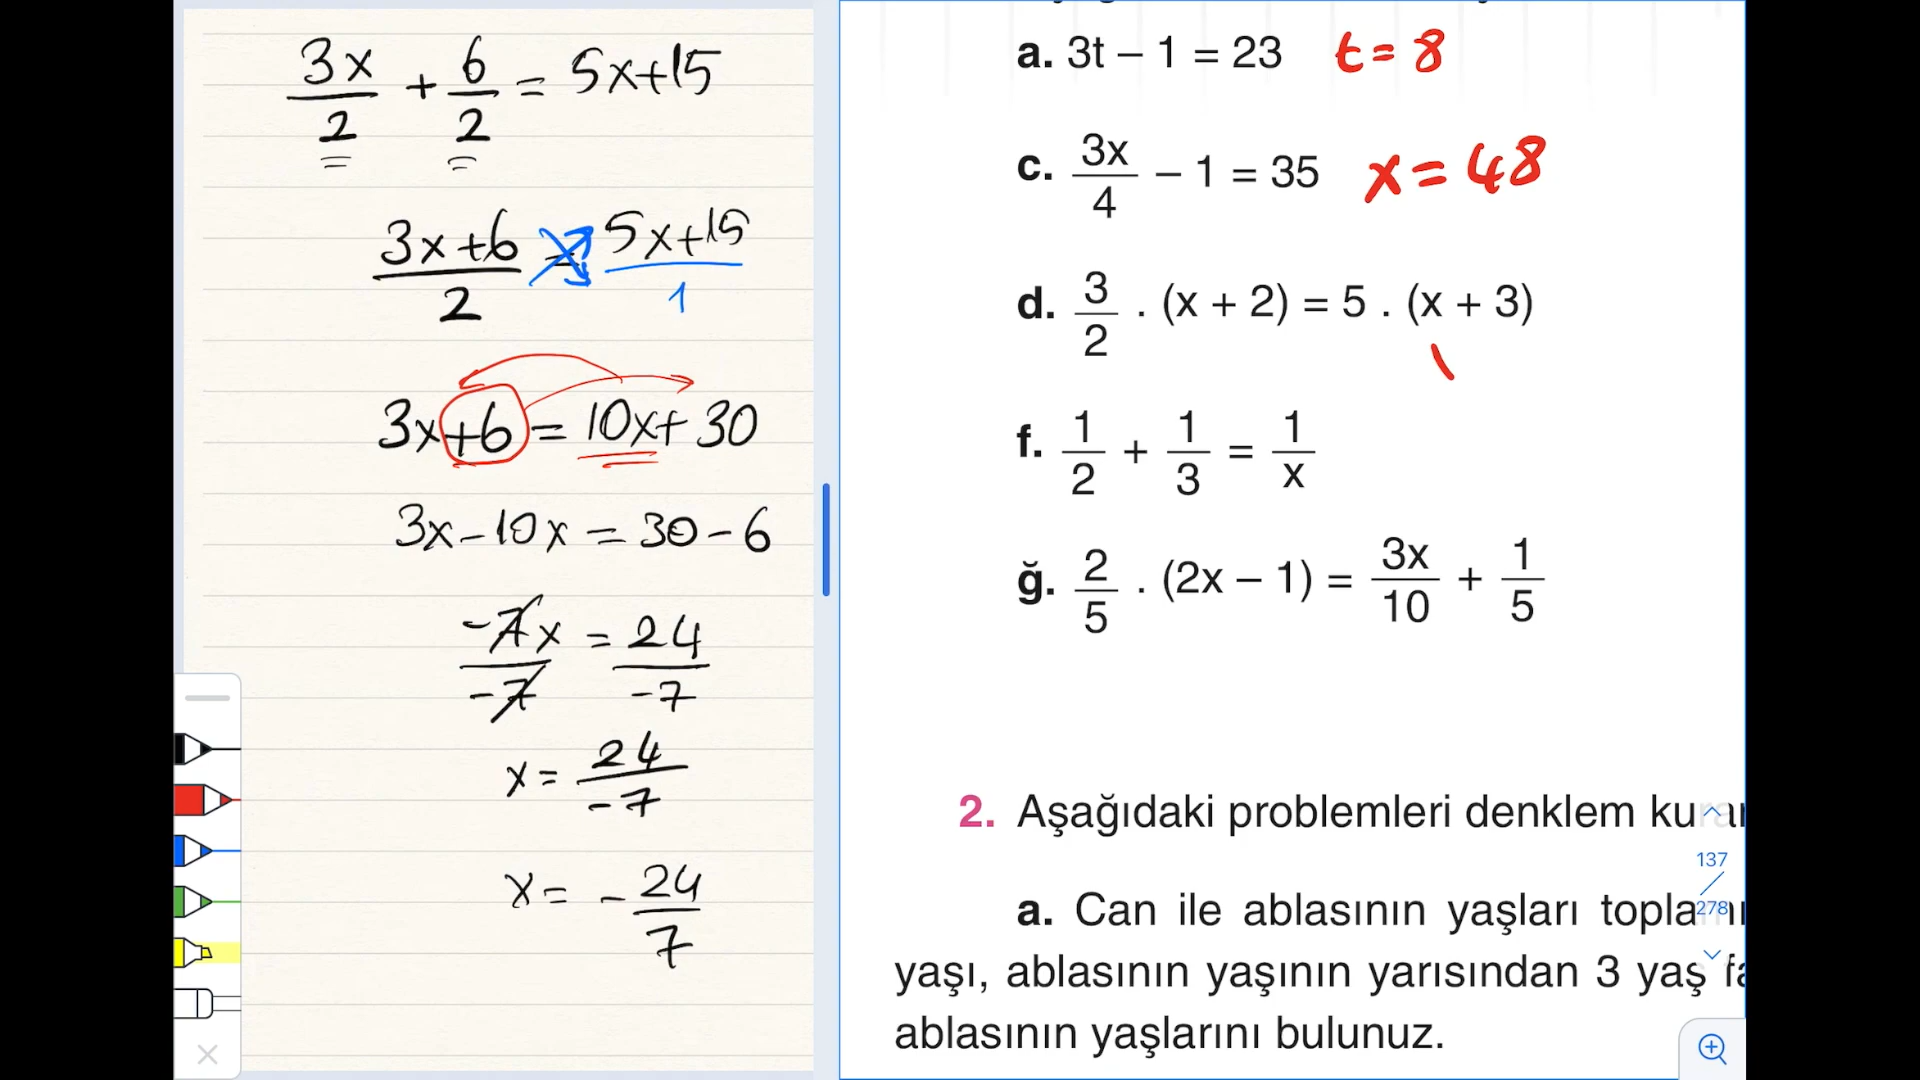 3x/2 + 6/2 = 5x+15
3x+6/2 = 5x+15/1
3x+6 = 10x+30
3x-10x = 30-6
-7x/-7 = 24/-7
x = 24/-7
x = -24/7
a. 3t – 1 = 23 t = 8
c. 3x/4 – 1 = 35 x = 48
d. 3/2 . (x + 2) = 5 . (x + 3)
f. 1/2 + 1/3 = 1/x
ğ. 2/5 . (2x – 1) = 3x/10 + 1/5
2. Aşağıdaki problemleri denklem
137
278
a. Can ile ablasının yaşları
yaşı, ablasının yaşının yarısından 3 yaş
ablasının yaşlarını bulunuz.